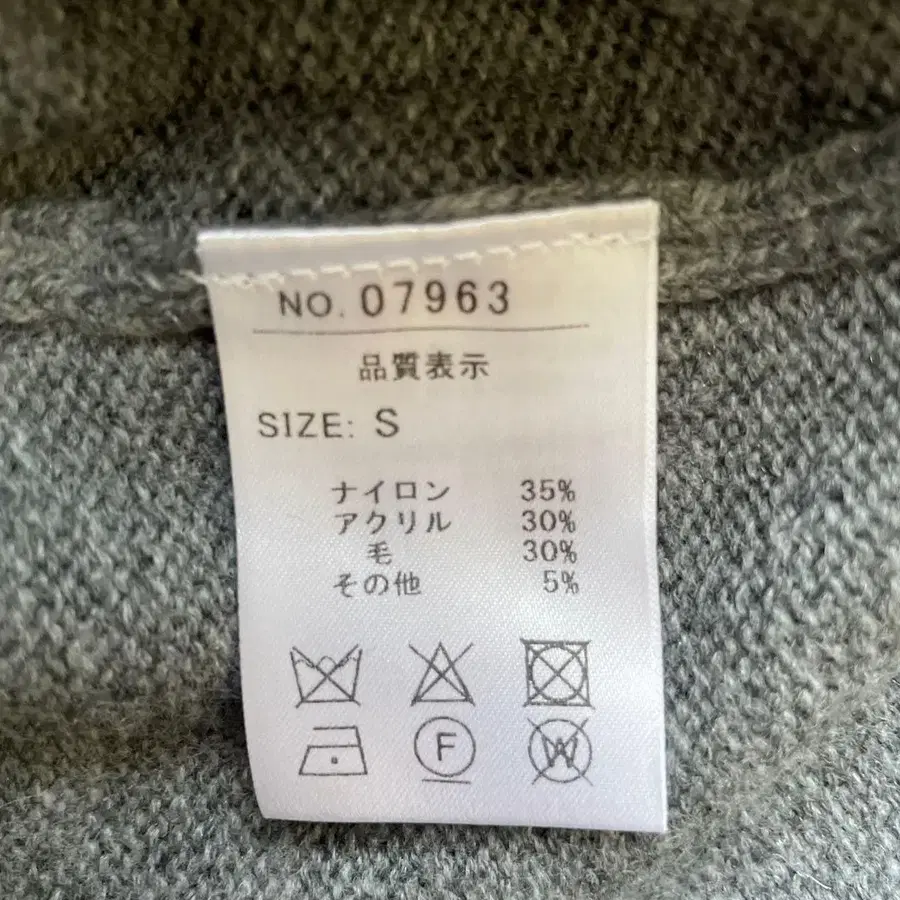 NO. 07963
品質表示
SIZE: S
ナイロン 35%
アクリル 30%
毛 30%
その他 5%
F W